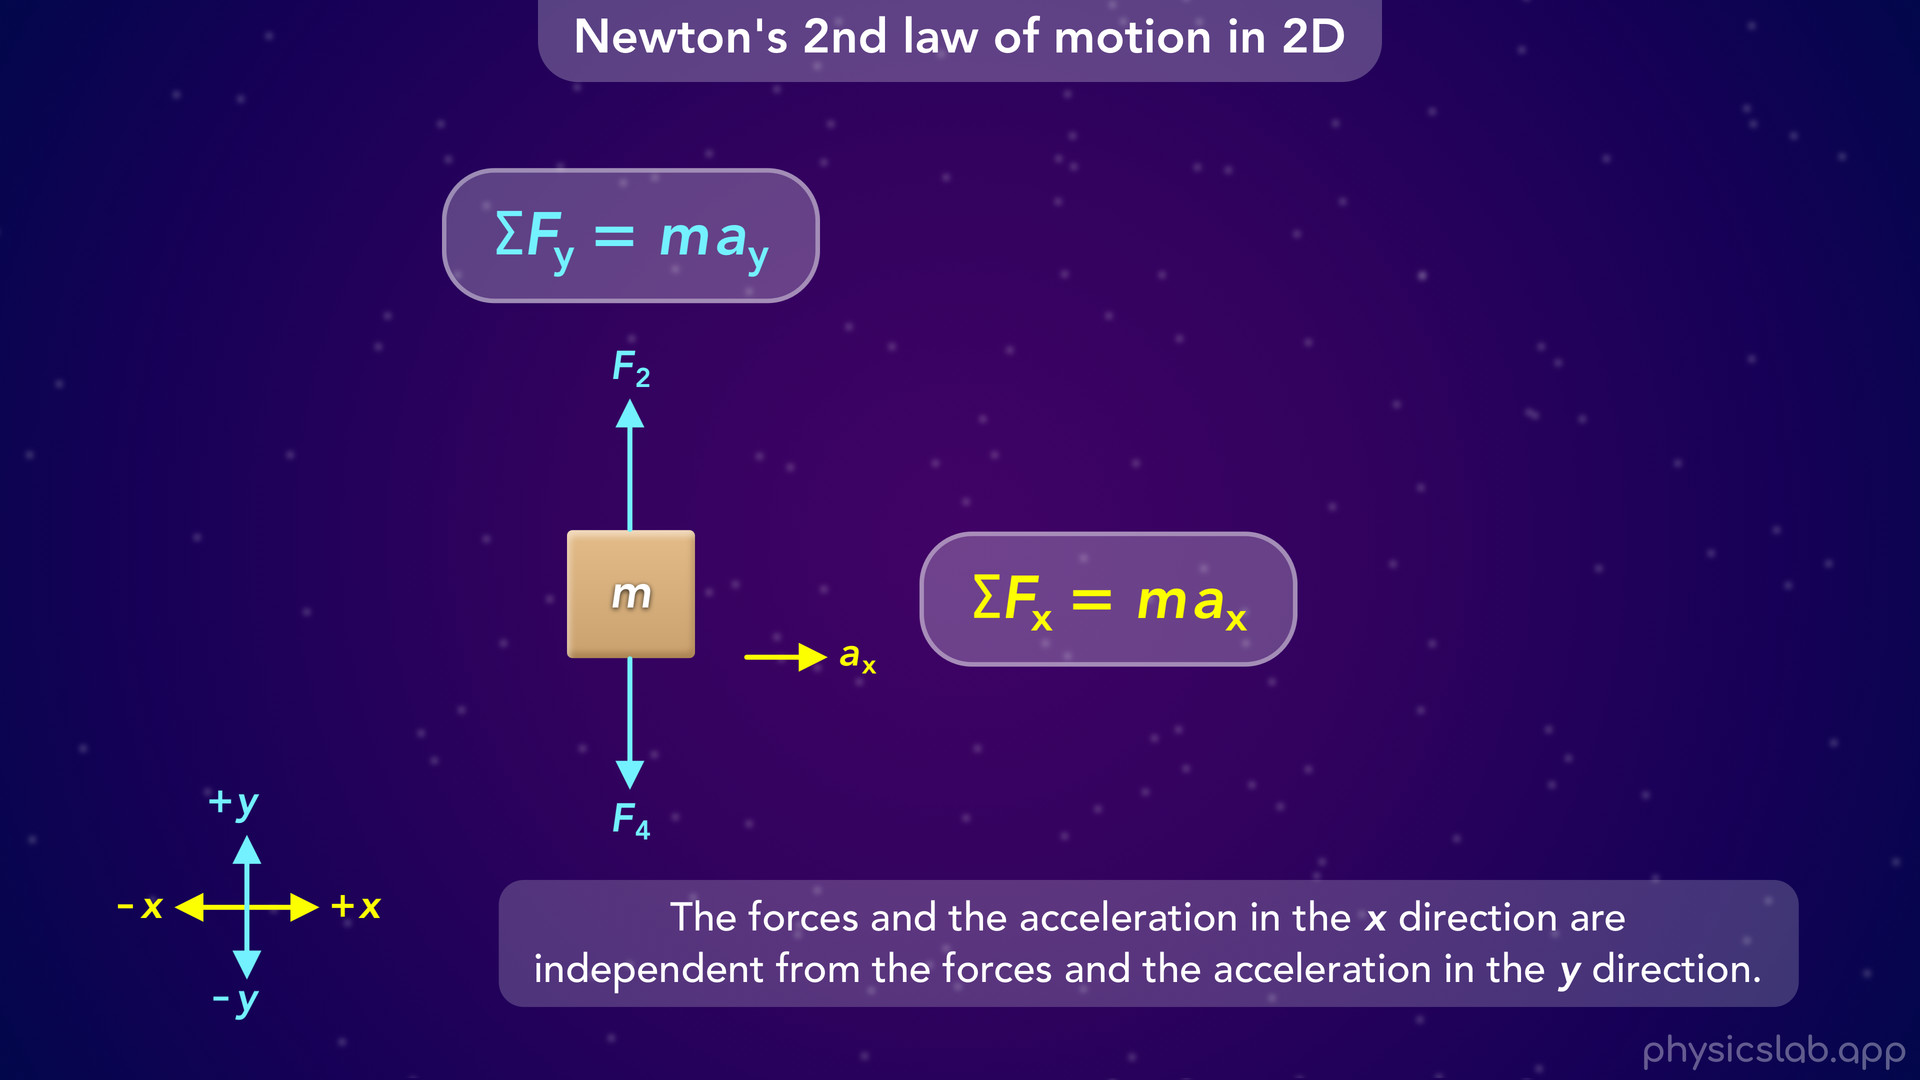 Newton's 2nd law of motion in 2D
ΣFy = may
F2
m
ΣFx = max
ax
F4
+y
-x +x
-y
The forces and the acceleration in the x direction are
independent from the forces and the acceleration in the y direction.
physicslab.app